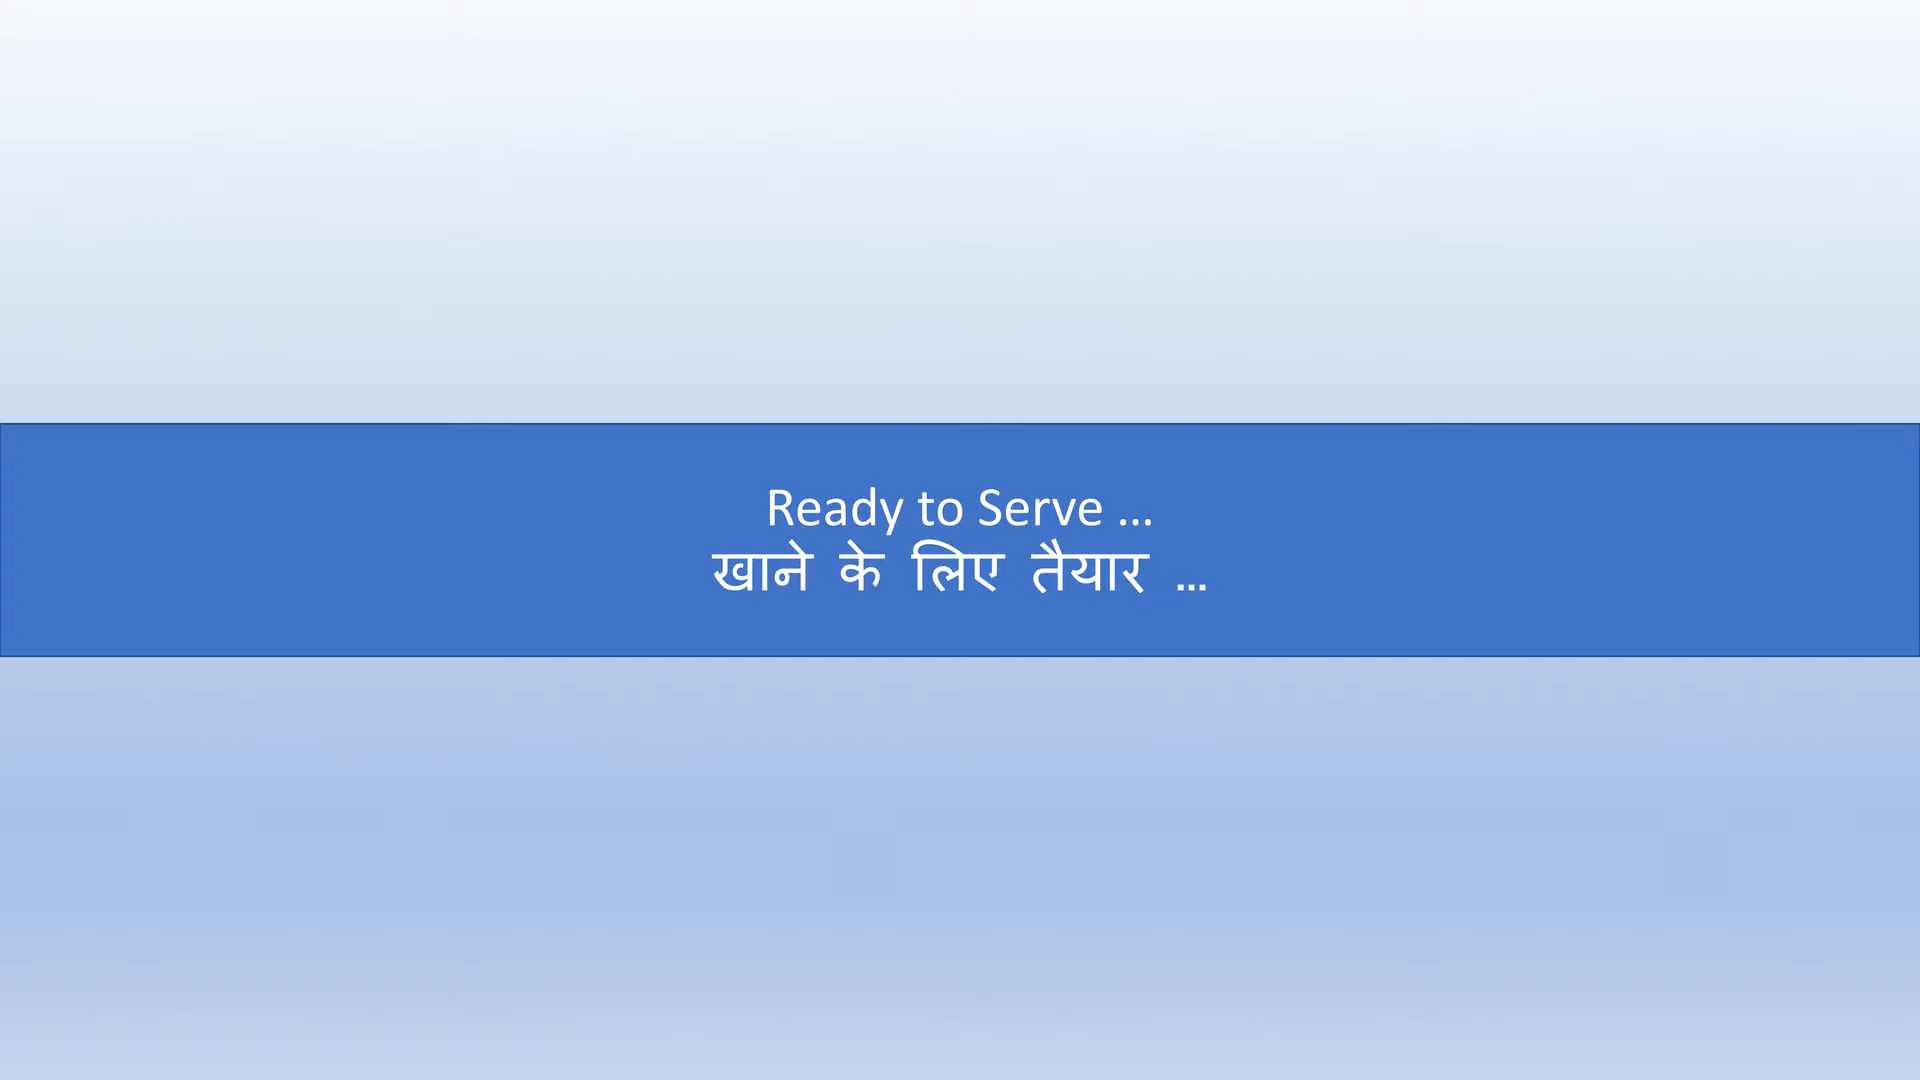 Ready to Serve ...
खाने के लिए तैयार ...